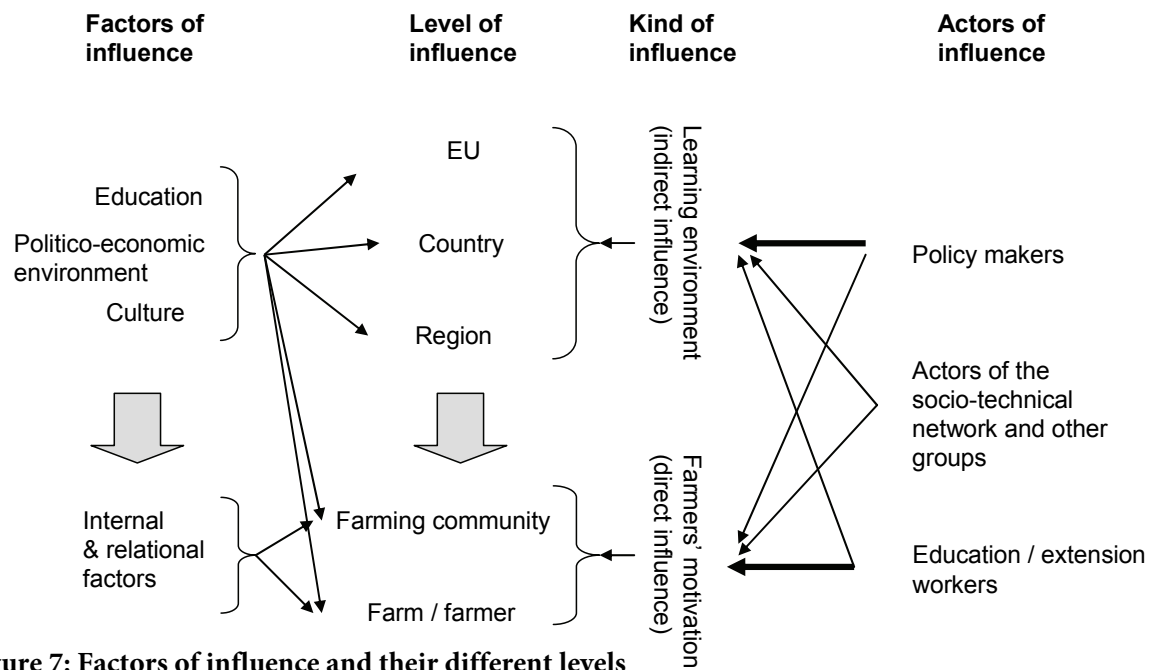 Factors of
influence
Level of
influence
Kind of
influence
Actors of
influence
Education
Politico-economic
environment
Culture
EU
Country
Region
Learning environment
(indirect influence)
Policy makers
Actors of the
socio-technical
network and other
groups
Internal
& relational
factors
Farming community
Farm / farmer
Farmers’ motivation
(direct influence)
Education / extension
workers
ture 7: Factors of influence and their different levels